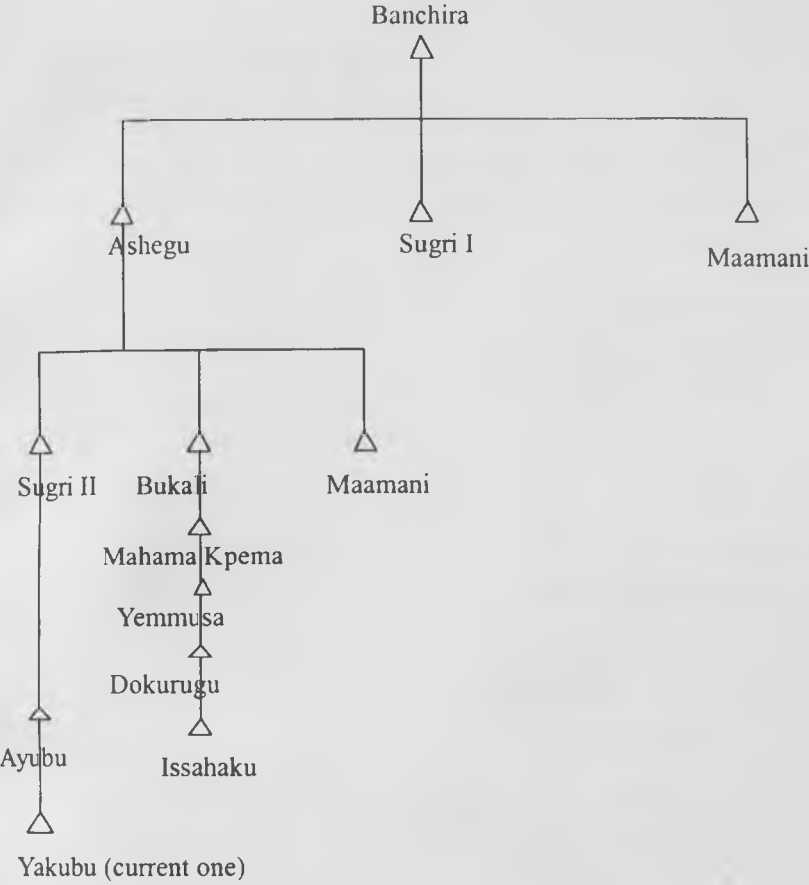 Banchira
Ashegu
Sugri I
Maamani
Sugri II
Bukali
Maamani
Mahama Kpema
Yemmusa
Dokurugu
Ayubu
Issahaku
Yakubu (current one)